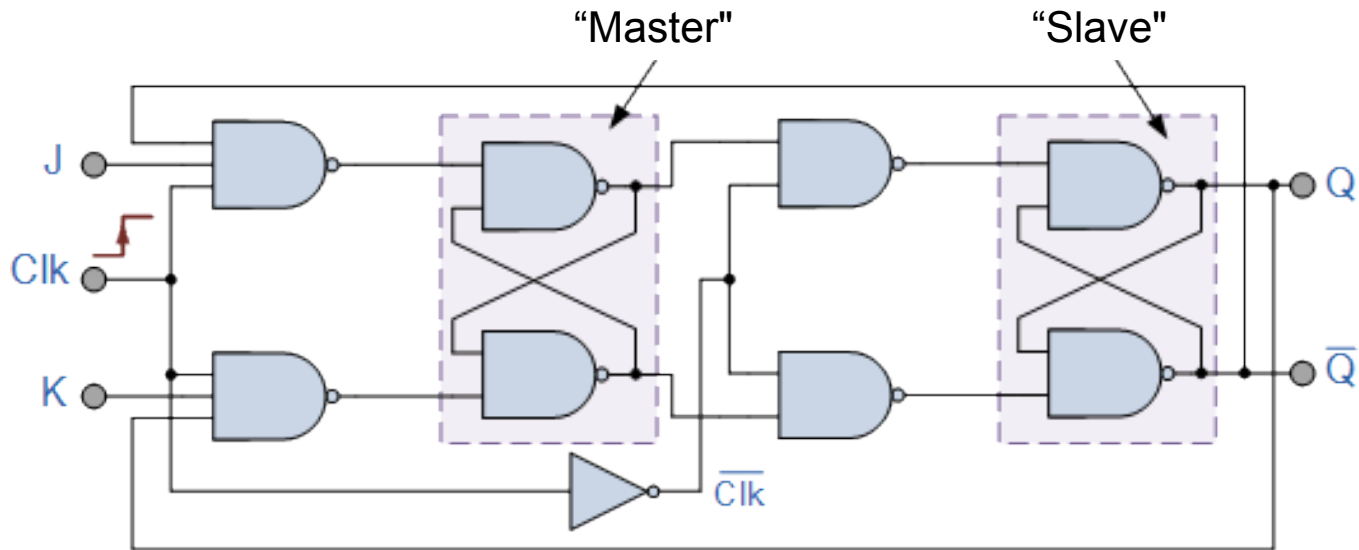 “Master" “Slave"
J
Q
Clk
K
Q̅
C̅l̅k̅